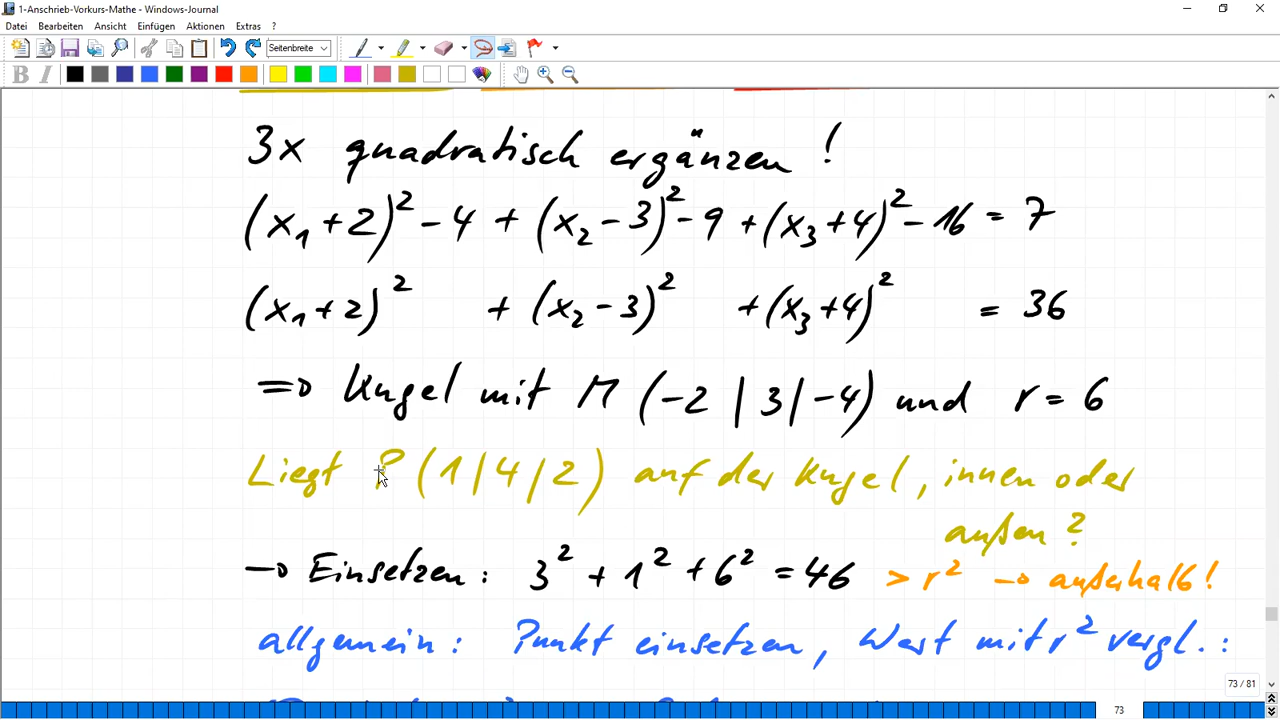 1-Anschrieb-Vorkurs-Mathe - Windows-Journal
Datei Bearbeiten Ansicht Einfügen Aktionen Extras ?
Seitenbreite
B I
3x quadratisch ergänzen !
(x₁+2)² - 4 + (x₂-3)² - 9 + (x₃+4)² - 16 = 7
(x₁+2)² + (x₂-3)² + (x₃+4)² = 36
⇒ Kugel mit M (-2 | 3 | -4) und r = 6
Liegt P (1 | 4 | 2) auf der Kugel, innen oder
außen ?
→ Einsetzen : 3² + 1² + 6² = 46 > r² → außerhalb !
allgemein : Punkt einsetzen, Wert mit r² vergl. :
73 / 81
73